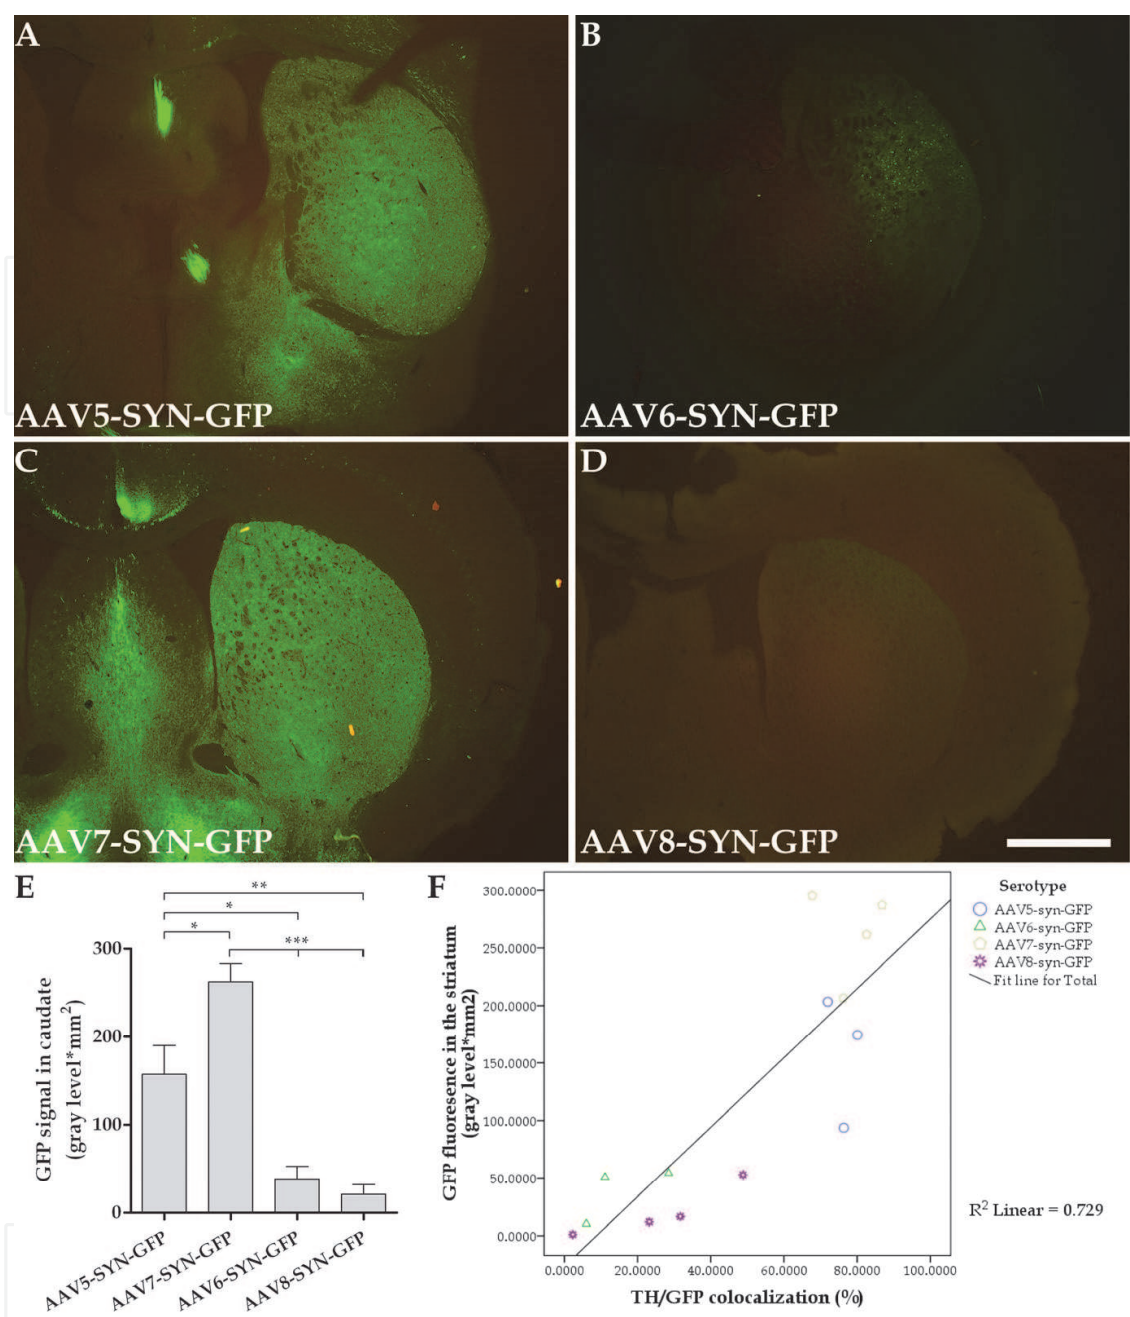 A
B
AAV5-SYN-GFP
AAV6-SYN-GFP
C
D
AAV7-SYN-GFP
AAV8-SYN-GFP
E
**
*
*
***
GFP signal in caudate
(gray level*mm2)
300
200
100
0
AAV5-SYN-GFP
AAV7-SYN-GFP
AAV6-SYN-GFP
AAV8-SYN-GFP
F
GFP fluoresence in the striatum
(gray level*mm2)
300.0000
250.0000
200.0000
150.0000
100.0000
50.0000
0.0000
0.0000
20.0000
40.0000
60.0000
80.0000
100.0000
TH/GFP colocalization (%)
Serotype
AAV5-syn-GFP
AAV6-syn-GFP
AAV7-syn-GFP
AAV8-syn-GFP
Fit line for Total
R2 Linear = 0.729